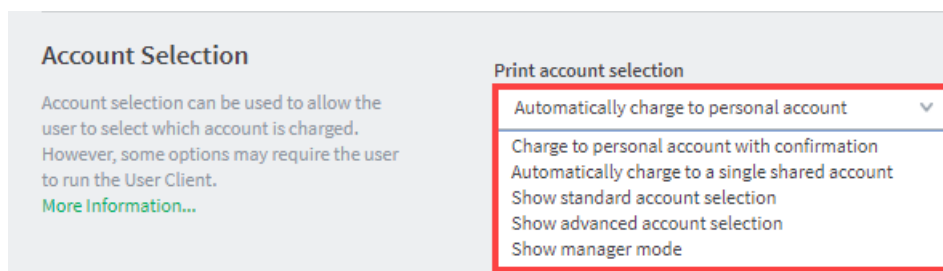 Account Selection
Account selection can be used to allow the
user to select which account is charged.
However, some options may require the user
to run the User Client.
More Information...
Print account selection
Automatically charge to personal account
Charge to personal account with confirmation
Automatically charge to a single shared account
Show standard account selection
Show advanced account selection
Show manager mode